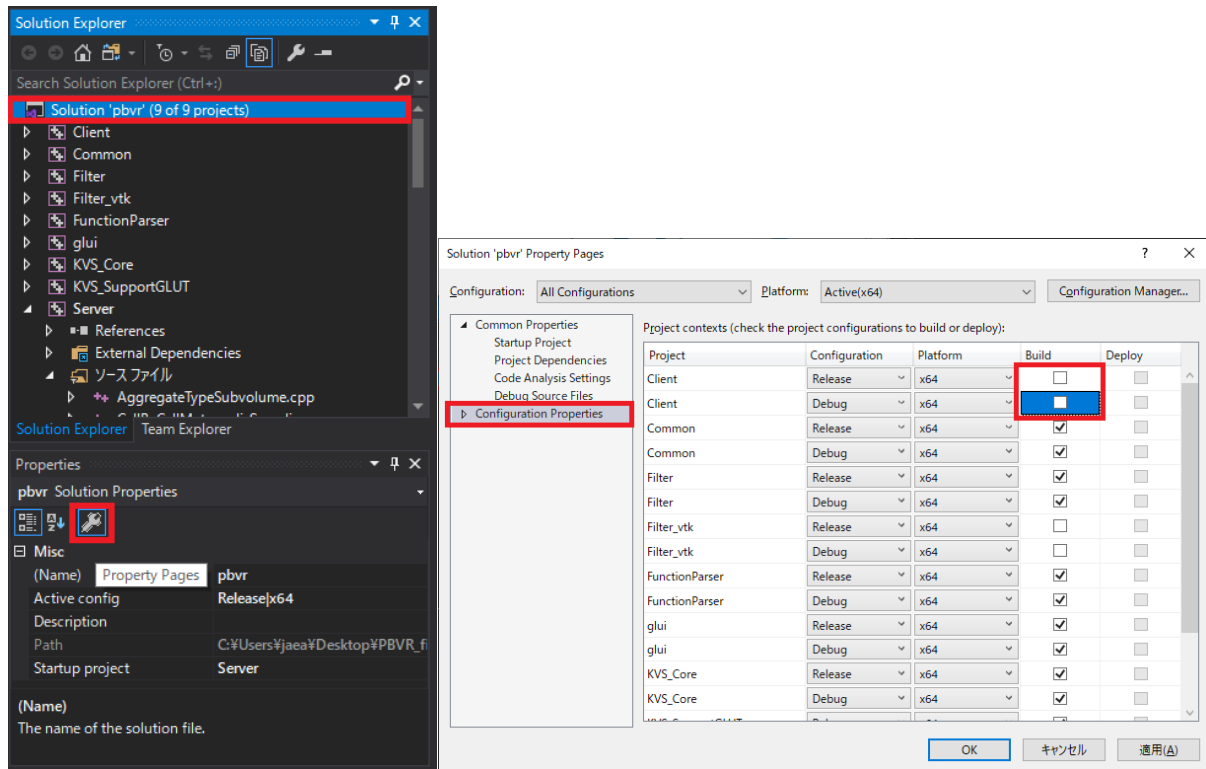 Solution Explorer
Search Solution Explorer (Ctrl+:)
Solution 'pbvr' (9 of 9 projects)
Client
Common
Filter
Filter_vtk
FunctionParser
glui
KVS_Core
KVS_SupportGLUT
Server
References
External Dependencies
ソース ファイル
AggregateTypeSubvolume.cpp
Solution Explorer Team Explorer
Properties
pbvr Solution Properties
Misc
(Name) Property Pages pbvr
Active config Release|x64
Description
Path C:¥Users¥jaea¥Desktop¥PBVR_fi
Startup project Server
(Name)
The name of the solution file.
Solution 'pbvr' Property Pages ?
Configuration: All Configurations Platform: Active(x64) Configuration Manager...
Common Properties
Startup Project
Project Dependencies
Code Analysis Settings
Debug Source Files
Configuration Properties
Project contexts (check the project configurations to build or deploy):
Project Configuration Platform Build Deploy
Client Release x64
Client Debug x64
Common Release x64
Common Debug x64
Filter Release x64
Filter Debug x64
Filter_vtk Release x64
Filter_vtk Debug x64
FunctionParser Release x64
FunctionParser Debug x64
glui Release x64
glui Debug x64
KVS_Core Release x64
KVS_Core Debug x64
OK キャンセル 適用(A)